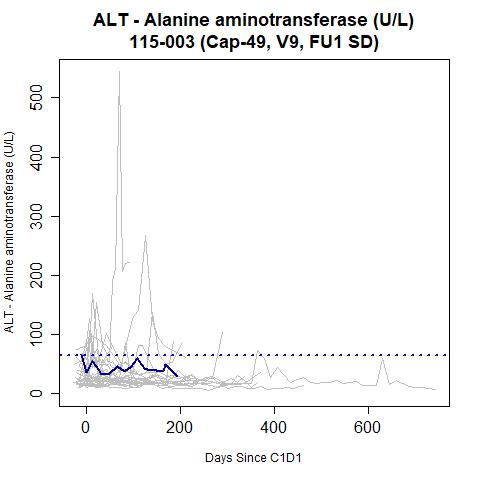 ALT - Alanine aminotransferase (U/L)
115-003 (Cap-49, V9, FU1 SD)
ALT - Alanine aminotransferase (U/L)
500
400
300
200
100
0
0
200
400
600
Days Since C1D1